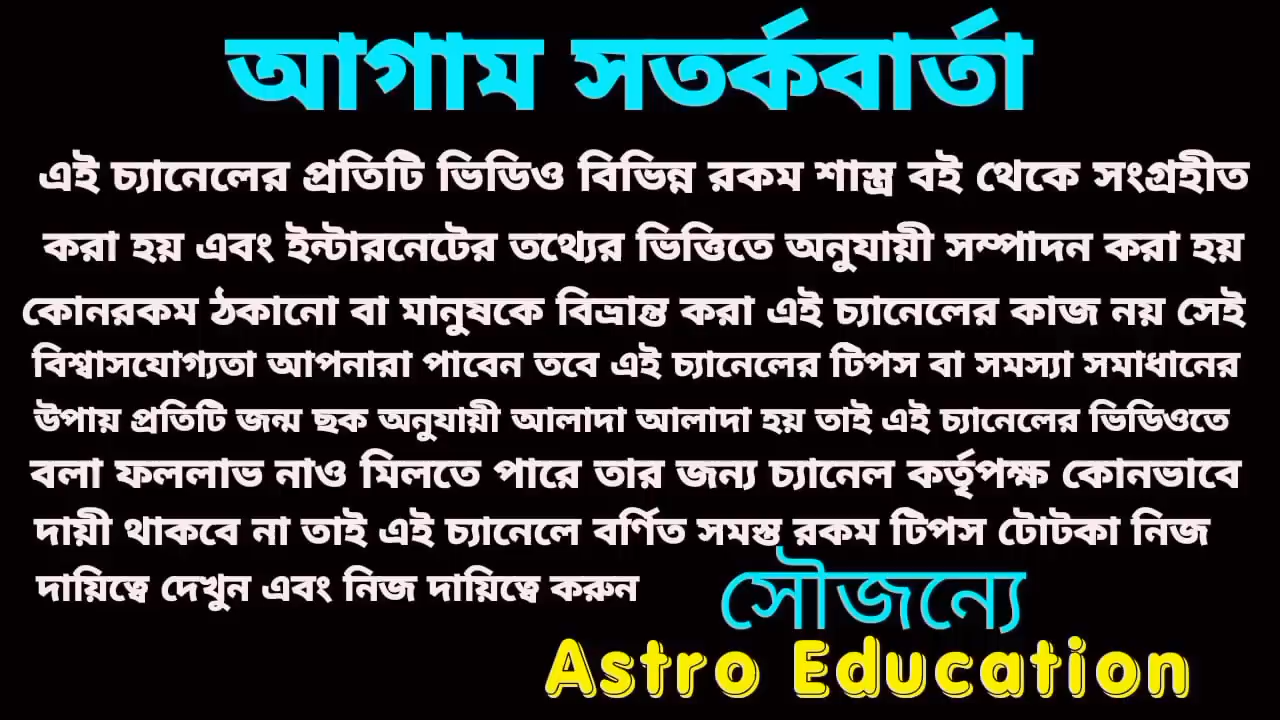 আগাম সতর্কবার্তা
এই চ্যানেলের প্রতিটি ভিডিও বিভিন্ন রকম শাস্ত্র বই থেকে সংগ্রহীত
করা হয় এবং ইন্টারনেটের তথ্যের ভিত্তিতে অনুযায়ী সম্পাদন করা হয়
কোনরকম ঠকানো বা মানুষকে বিভ্রান্ত করা এই চ্যানেলের কাজ নয় সেই
বিশ্বাসযোগ্যতা আপনারা পাবেন তবে এই চ্যানেলের টিপস বা সমস্যা সমাধানের
উপায় প্রতিটি জন্ম ছক অনুযায়ী আলাদা আলাদা হয় তাই এই চ্যানেলের ভিডিওতে
বলা ফললাভ নাও মিলতে পারে তার জন্য চ্যানেল কর্তৃপক্ষ কোনভাবে
দায়ী থাকবে না তাই এই চ্যানেলে বর্ণিত সমস্ত রকম টিপস টোটকা নিজ
দায়িত্বে দেখুন এবং নিজ দায়িত্বে করুন
সৌজন্যে
Astro Education